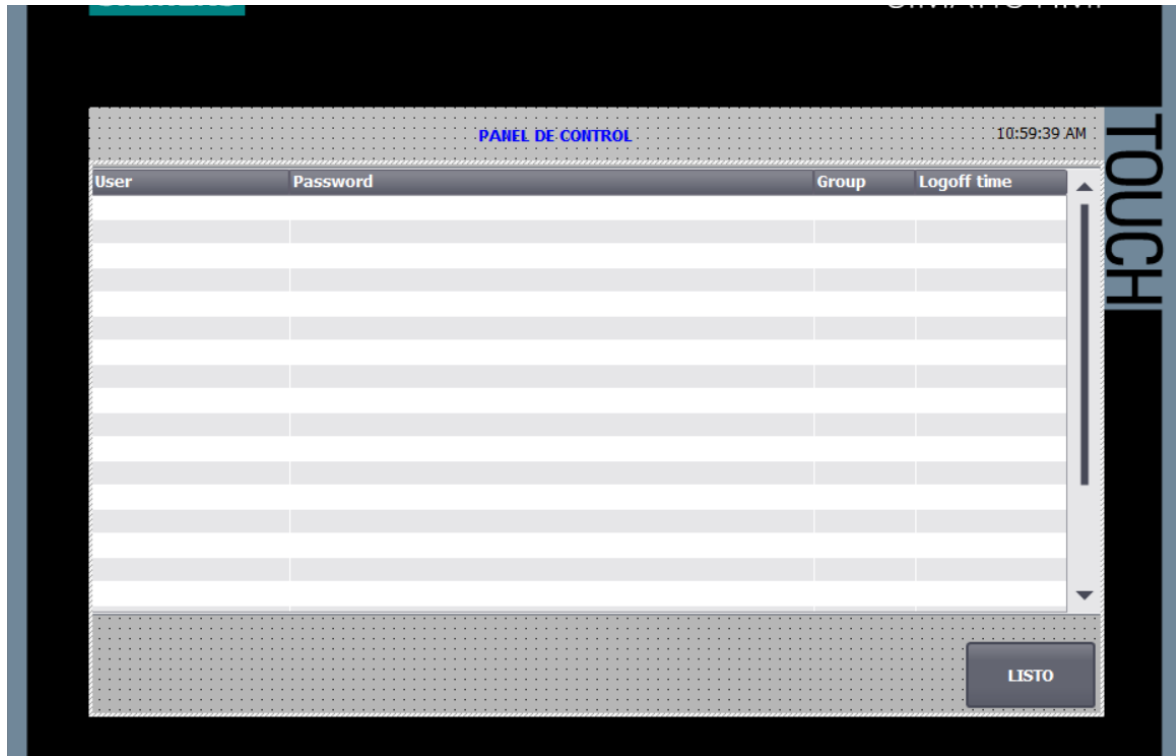 PANEL DE CONTROL
10:59:39 AM
TOUCH
User Password Group Logoff time
LISTO